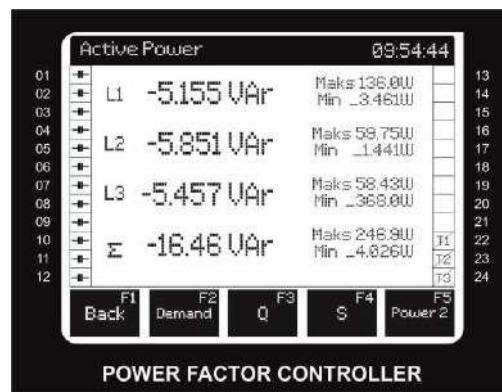 Active Power 09:54:44
01 13
02 L1 -5.155 VAr Maks 136.0W 14
03 Min _3.461W 15
04 16
05 L2 -5.851 VAr Maks 59.75W 17
06 Min _1.441W 18
07 L3 -5.457 VAr Maks 58.43W 19
08 Min _368.0W 20
09 21
10 Σ -16.46 VAr Maks 246.9W T1 22
11 Min _4.026W T2 23
12 T3 24
F1 F2 F3 F4 F5
Back Demand Q S Power 2
POWER FACTOR CONTROLLER